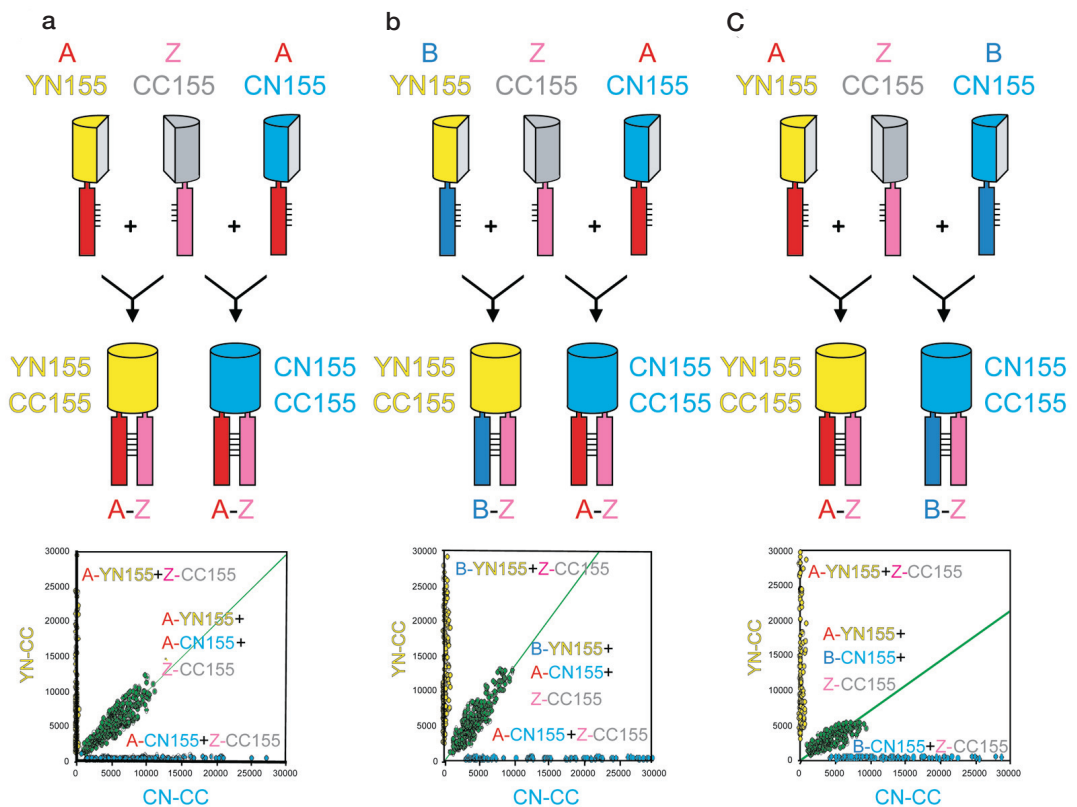 a
A Z A
YN155 CC155 CN155
+ +
YN155 CN155
CC155 CC155
A-Z A-Z
30000
25000
20000
15000
10000
5000
0
YN-CC
A-YN155+Z-CC155
A-YN155+
A-CN155+
Z-CC155
A-CN155+Z-CC155
0 5000 10000 15000 20000 25000 30000
CN-CC
b
B Z A
YN155 CC155 CN155
+ +
YN155 CN155
CC155 CC155
B-Z A-Z
30000
25000
20000
15000
10000
5000
0
YN-CC
B-YN155+Z-CC155
B-YN155+
A-CN155+
Z-CC155
A-CN155+Z-CC155
0 5000 10000 15000 20000 25000 30000
CN-CC
C
A Z B
YN155 CC155 CN155
+ +
YN155 CN155
CC155 CC155
A-Z B-Z
30000
25000
20000
15000
10000
5000
0
YN-CC
A-YN155+Z-CC155
A-YN155+
B-CN155+
Z-CC155
B-CN155+Z-CC155
0 5000 10000 15000 20000 25000 30000
CN-CC